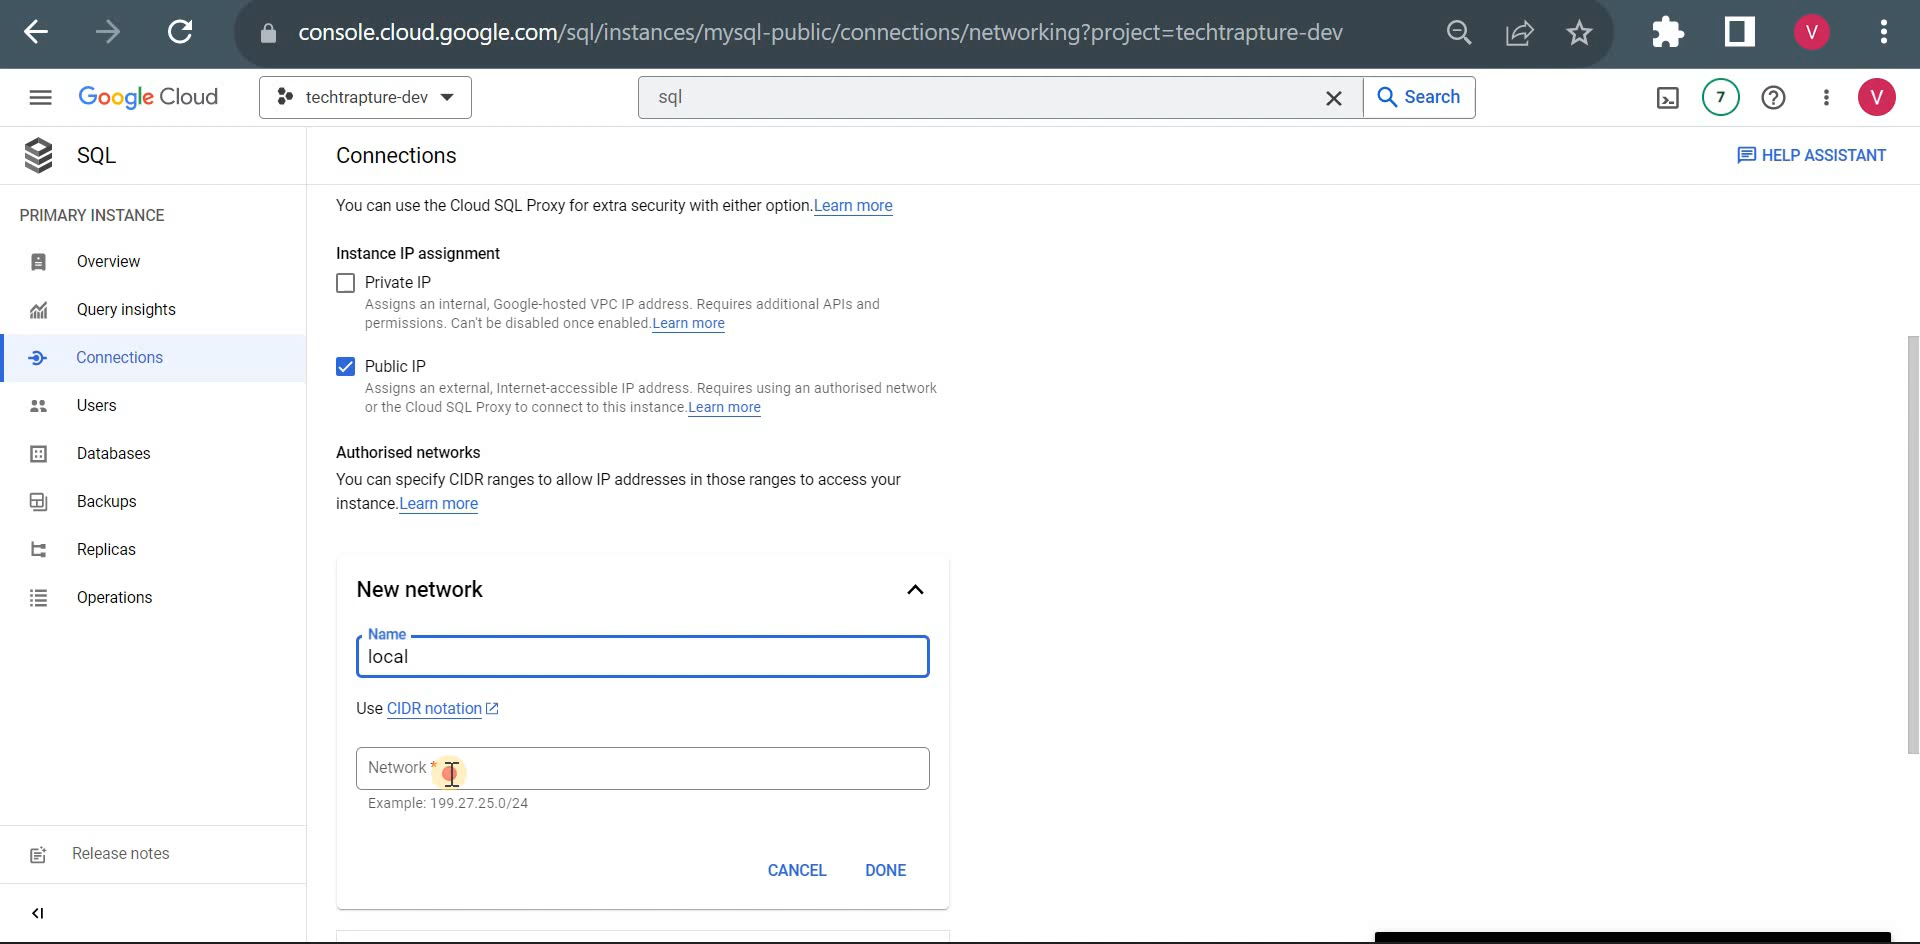 console.cloud.google.com/sql/instances/mysql-public/connections/networking?project=techtrapture-dev
V
Google Cloud
techtrapture-dev
sql
Search
7
V
SQL
Connections
HELP ASSISTANT
PRIMARY INSTANCE
Overview
Query insights
Connections
Users
Databases
Backups
Replicas
Operations
Release notes
You can use the Cloud SQL Proxy for extra security with either option.Learn more
Instance IP assignment
Private IP
Assigns an internal, Google-hosted VPC IP address. Requires additional APIs and
permissions. Can't be disabled once enabled.Learn more
Public IP
Assigns an external, Internet-accessible IP address. Requires using an authorised network
or the Cloud SQL Proxy to connect to this instance.Learn more
Authorised networks
You can specify CIDR ranges to allow IP addresses in those ranges to access your
instance.Learn more
New network
Name
local
Use CIDR notation
Network *
Example: 199.27.25.0/24
CANCEL DONE